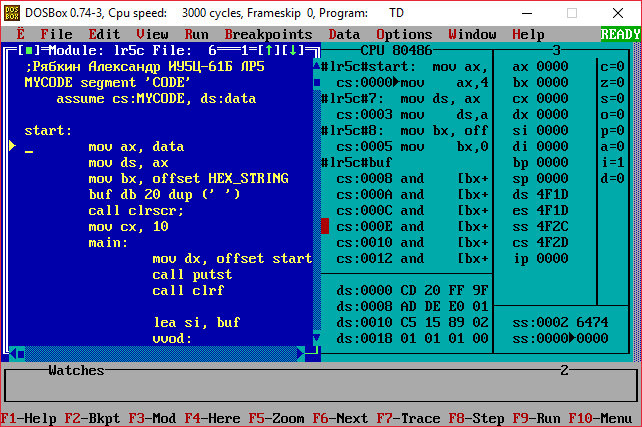 DOSBox 0.74-3, Cpu speed: 3000 cycles, Frameskip 0, Program: TD
Ё File Edit View Run Breakpoints Data Options Window Help READY
[■]=Module: lr5c File: 6=1=[↑][↓]
;Рябкин Александр ИУ5Ц-61Б ЛР5
MYCODE segment 'CODE'
assume cs:MYCODE, ds:data
start:
mov ax, data
mov ds, ax
mov bx, offset HEX_STRING
buf db 20 dup (' ')
call clrscr;
mov cx, 10
main:
mov dx, offset start
call putst
call clrf
lea si, buf
vvod:
CPU 80486
#lr5c#start: mov ax,
cs:0000▶mov ax,4
#lr5c#7: mov ds, ax
cs:0003 mov ds,a
#lr5c#8: mov bx, off
cs:0005 mov bx,0
#lr5c#buf
cs:0008 and [bx+
cs:000A and [bx+
cs:000C and [bx+
cs:000E and [bx+
cs:0010 and [bx+
cs:0012 and [bx+
ds:0000 CD 20 FF 9F
ds:0008 AD DE E0 01
ds:0010 C5 15 89 02
ds:0018 01 01 01 00
3
ax 0000 c=0
bx 0000 z=0
cx 0000 s=0
dx 0000 o=0
si 0000 p=0
di 0000 a=0
bp 0000 i=1
sp 0000 d=0
ds 4F1D
es 4F1D
ss 4F2C
cs 4F2D
ip 0000
ss:0002 6474
ss:0000▶0000
Watches 2
F1-Help F2-Bkpt F3-Mod F4-Here F5-Zoom F6-Next F7-Trace F8-Step F9-Run F10-Menu